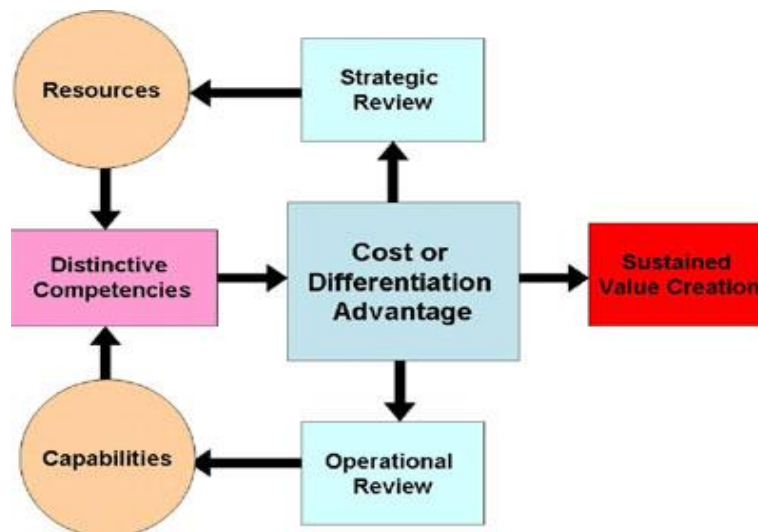 Resources
Strategic
Review
Distinctive
Competencies
Cost or
Differentiation
Advantage
Sustained
Value Creation
Capabilities
Operational
Review